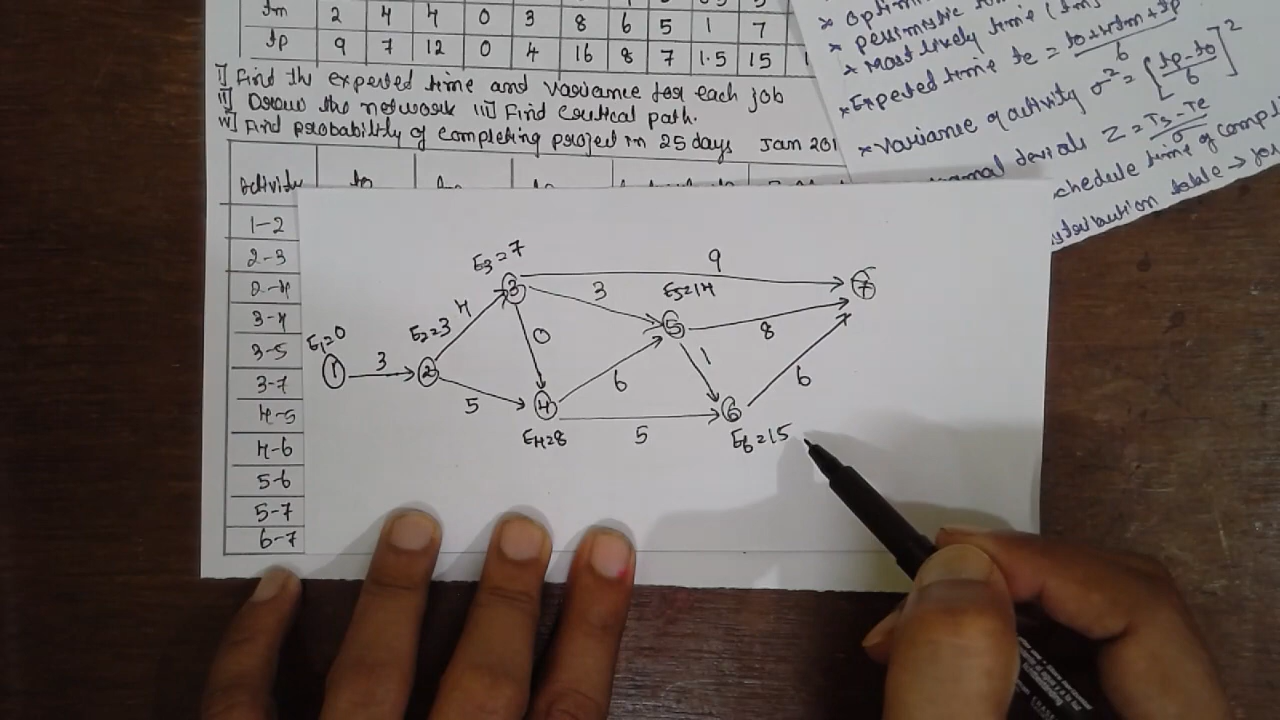 tm 2 4 4 0 3 8 6 5 1 7
tp 9 7 12 0 4 16 8 7 1.5 15
i] Find the expected time and variance for each job
ii] Draw the network iii] Find Critical path.
iv] Find probability of completing project in 25 days Jan 201
Activity
1-2
2-3
2-4
3-4
3-5
3-7
4-5
4-6
5-6
5-7
6-7
* pessimistic
* Most likely time (tm)
* Expected time te = to+4tm+tp
6
* Variance of activity σ² = [tp-to
6]²
Z = Ts-Te
σ
schedule time of
table →
E3=7
9
7
3
3
E5=14
4
E2=3
E1=0
5
8
0
1
3
2
1
6
6
5
4
6
E4=8
5
E6=15